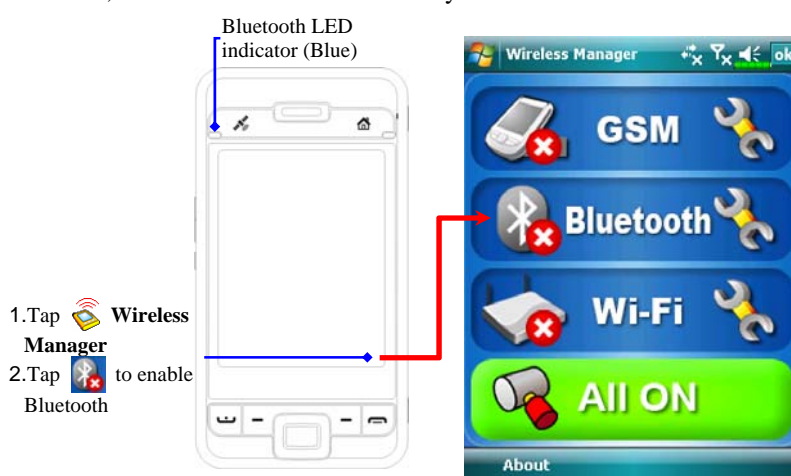 Bluetooth LED
indicator (Blue)
1.Tap Wireless
Manager
2.Tap to enable
Bluetooth
Wireless Manager ok
GSM
Bluetooth
Wi-Fi
All ON
About